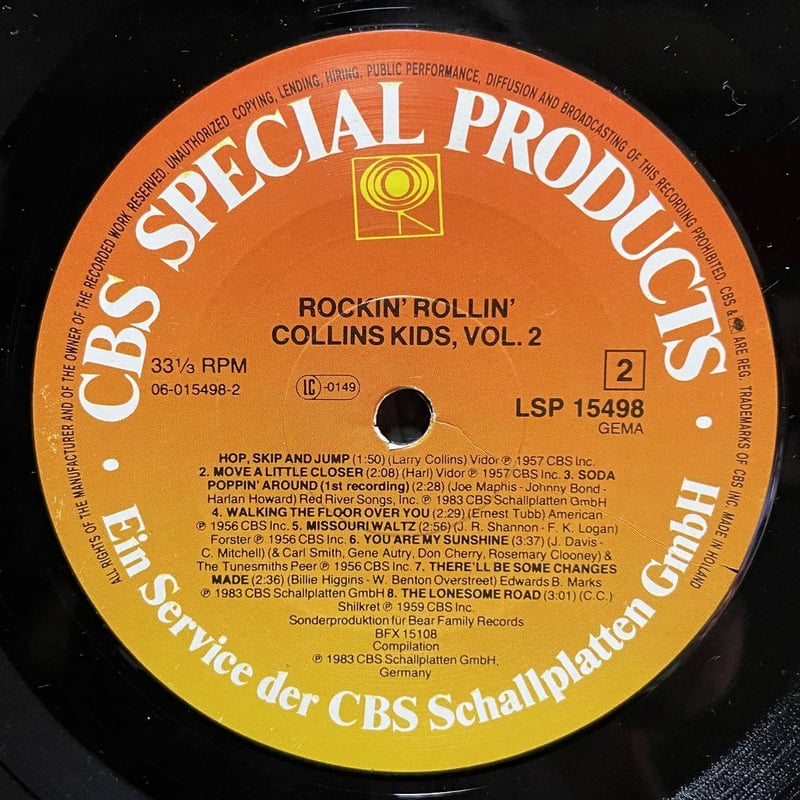 ALL RIGHTS OF THE MANUFACTURER AND OF THE OWNER OF THE RECORDED WORK RESERVED. UNAUTHORIZED COPYING, LENDING, HIRING, PUBLIC PERFORMANCE, DIFFUSION AND BROADCASTING OF THIS RECORDING PROHIBITED. CBS & ARE REG. TRADEMARKS OF CBS INC. MADE IN HOLLAND
CBS SPECIAL PRODUCTS
ROCKIN' ROLLIN'
COLLINS KIDS, VOL. 2
33⅓ RPM
06-015498-2
LC -0149
2
LSP 15498
GEMA
HOP, SKIP AND JUMP (1:50) (Larry Collins) Vidor ℗ 1957 CBS Inc.
2. MOVE A LITTLE CLOSER (2:08) (Harl) Vidor ℗ 1957 CBS Inc. 3. SODA
POPPIN' AROUND (1st recording) (2:28) (Joe Maphis - Johnny Bond -
Harlan Howard) Red River Songs, Inc. ℗ 1983 CBS Schallplatten GmbH
4. WALKING THE FLOOR OVER YOU (2:29) (Ernest Tubb) American
℗ 1956 CBS Inc. 5. MISSOURI WALTZ (2:56) (J. R. Shannon - F. K. Logan)
Forster ℗ 1956 CBS Inc. 6. YOU ARE MY SUNSHINE (3:37) (J. Davis -
C. Mitchell) (& Carl Smith, Gene Autry, Don Cherry, Rosemary Clooney &
The Tunesmiths Peer ℗ 1956 CBS Inc. 7. THERE'LL BE SOME CHANGES
MADE (2:36) (Billie Higgins - W. Benton Overstreet) Edwards B. Marks
℗ 1983 CBS Schallplatten GmbH 8. THE LONESOME ROAD (3:01) (C.C.)
Shilkret ℗ 1959 CBS Inc.
Sonderproduktion für Bear Family Records
BFX 15108
Compilation
℗ 1983 CBS Schallplatten GmbH,
Germany
Ein Service der CBS Schallplatten GmbH